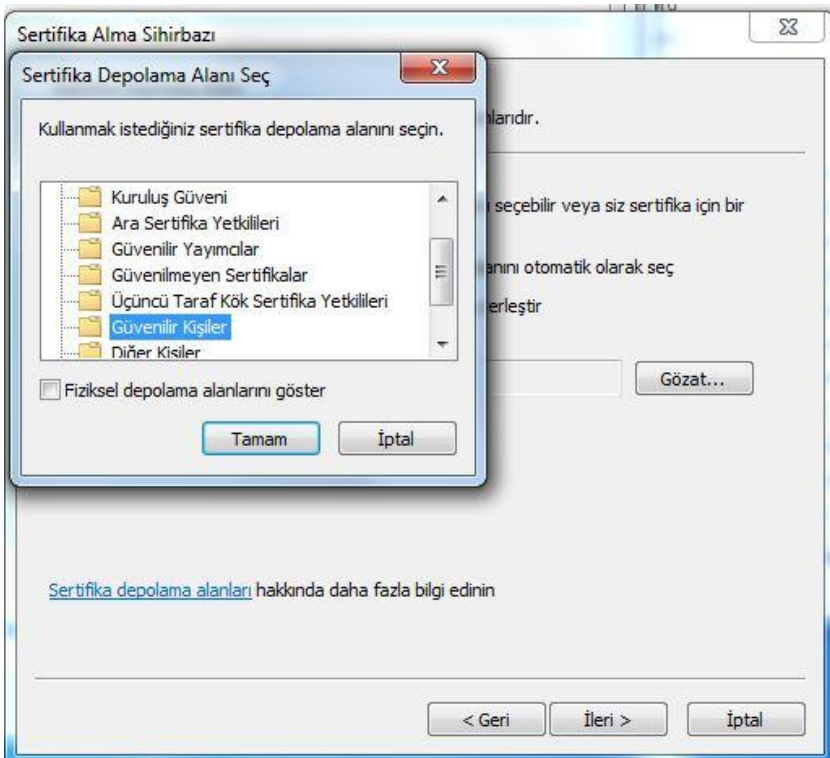 Sertifika Alma Sihirbazı
Sertifika Depolama Alanı Seç
Kullanmak istediğiniz sertifika depolama alanını seçin.
Kuruluş Güveni
Ara Sertifika Yetkilileri
Güvenilir Yayımcılar
Güvenilmeyen Sertifikalar
Üçüncü Taraf Kök Sertifika Yetkilileri
Güvenilir Kişiler
Diğer Kişiler
Fiziksel depolama alanlarını göster
Tamam
İptal
seçebilir veya siz sertifika için bir
otomatik olarak seç
Gözat...
Sertifika depolama alanları hakkında daha fazla bilgi edinin
< Geri
İleri >
İptal